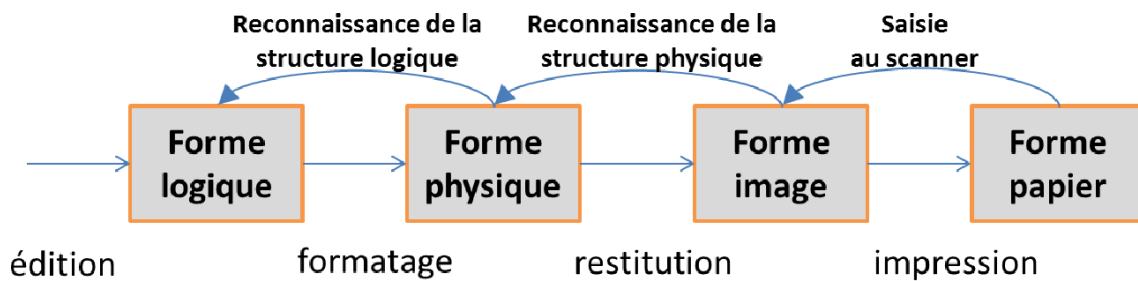 Reconnaissance de la
structure logique
Reconnaissance de la
structure physique
Saisie
au scanner
Forme
logique
Forme
physique
Forme
image
Forme
papier
édition
formatage
restitution
impression